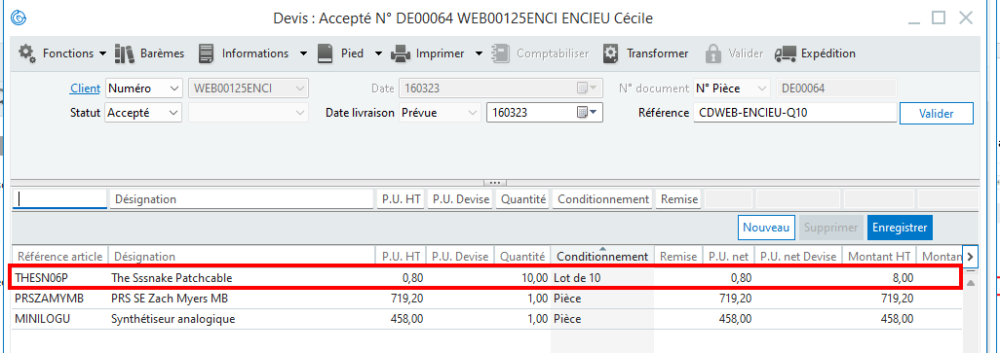 Devis : Accepté N° DE00064 WEB00125ENCI ENCIEU Cécile
Fonctions Barèmes Informations Pied Imprimer Comptabiliser Transformer Valider Expédition
Client Numéro WEB00125ENCI Date 160323 N° document N° Pièce DE00064
Statut Accepté Date livraison Prévue 160323 Référence CDWEB-ENCIEU-Q10 Valider
Désignation P.U. HT P.U. Devise Quantité Conditionnement Remise
Nouveau Supprimer Enregistrer
Référence article Désignation P.U. HT P.U. Devise Quantité Conditionnement Remise P.U. net P.U. net Devise Montant HT Montan
THESN06P The Sssnake Patchcable 0,80 10,00 Lot de 10 0,80 8,00
PRSZAMYMB PRS SE Zach Myers MB 719,20 1,00 Pièce 719,20 719,20
MINILOGU Synthétiseur analogique 458,00 1,00 Pièce 458,00 458,00